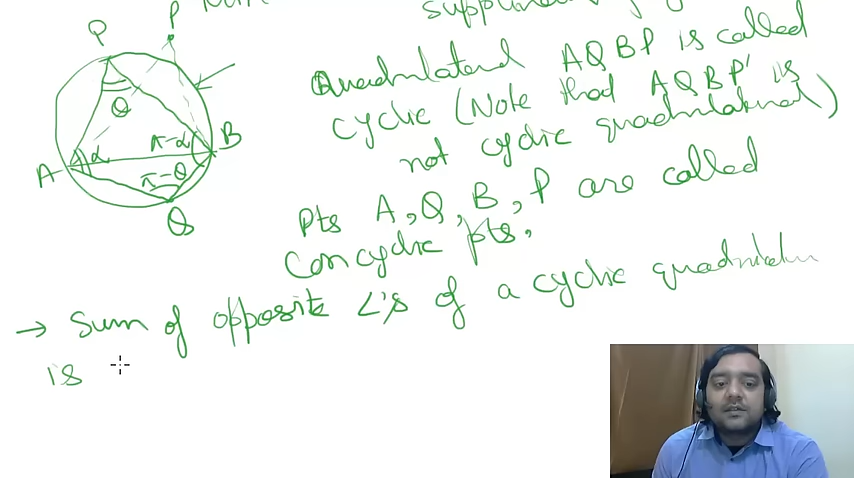 P
P
θ
A
α
π-α
B
π-θ
Q
Quadrilateral AQBP is called
cyclic (Note that AQBP' is
not cyclic quadrilateral)
Pts A, Q, B, P are called
Concyclic pts.
→ Sum of opposite ∠'s of a cyclic quadrilateral
is